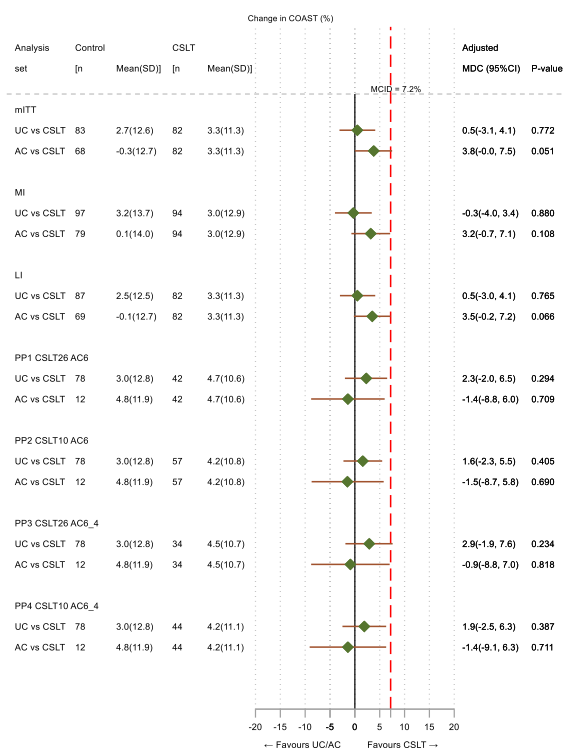 Change in COAST (%)
Analysis Control CSLT Adjusted
set [n Mean(SD)] [n Mean(SD)] MDC (95%CI) P-value
MCID = 7.2%
mITT
UC vs CSLT 83 2.7(12.6) 82 3.3(11.3) 0.5(-3.1, 4.1) 0.772
AC vs CSLT 68 -0.3(12.7) 82 3.3(11.3) 3.8(-0.0, 7.5) 0.051
MI
UC vs CSLT 97 3.2(13.7) 94 3.0(12.9) -0.3(-4.0, 3.4) 0.880
AC vs CSLT 79 0.1(14.0) 94 3.0(12.9) 3.2(-0.7, 7.1) 0.108
LI
UC vs CSLT 87 2.5(12.5) 82 3.3(11.3) 0.5(-3.0, 4.1) 0.765
AC vs CSLT 69 -0.1(12.7) 82 3.3(11.3) 3.5(-0.2, 7.2) 0.066
PP1 CSLT26 AC6
UC vs CSLT 78 3.0(12.8) 42 4.7(10.6) 2.3(-2.0, 6.5) 0.294
AC vs CSLT 12 4.8(11.9) 42 4.7(10.6) -1.4(-8.8, 6.0) 0.709
PP2 CSLT10 AC6
UC vs CSLT 78 3.0(12.8) 57 4.2(10.8) 1.6(-2.3, 5.5) 0.405
AC vs CSLT 12 4.8(11.9) 57 4.2(10.8) -1.5(-8.7, 5.8) 0.690
PP3 CSLT26 AC6_4
UC vs CSLT 78 3.0(12.8) 34 4.5(10.7) 2.9(-1.9, 7.6) 0.234
AC vs CSLT 12 4.8(11.9) 34 4.5(10.7) -0.9(-8.8, 7.0) 0.818
PP4 CSLT10 AC6_4
UC vs CSLT 78 3.0(12.8) 44 4.2(11.1) 1.9(-2.5, 6.3) 0.387
AC vs CSLT 12 4.8(11.9) 44 4.2(11.1) -1.4(-9.1, 6.3) 0.711
-20 -15 -10 -5 0 5 10 15 20
← Favours UC/AC Favours CSLT →